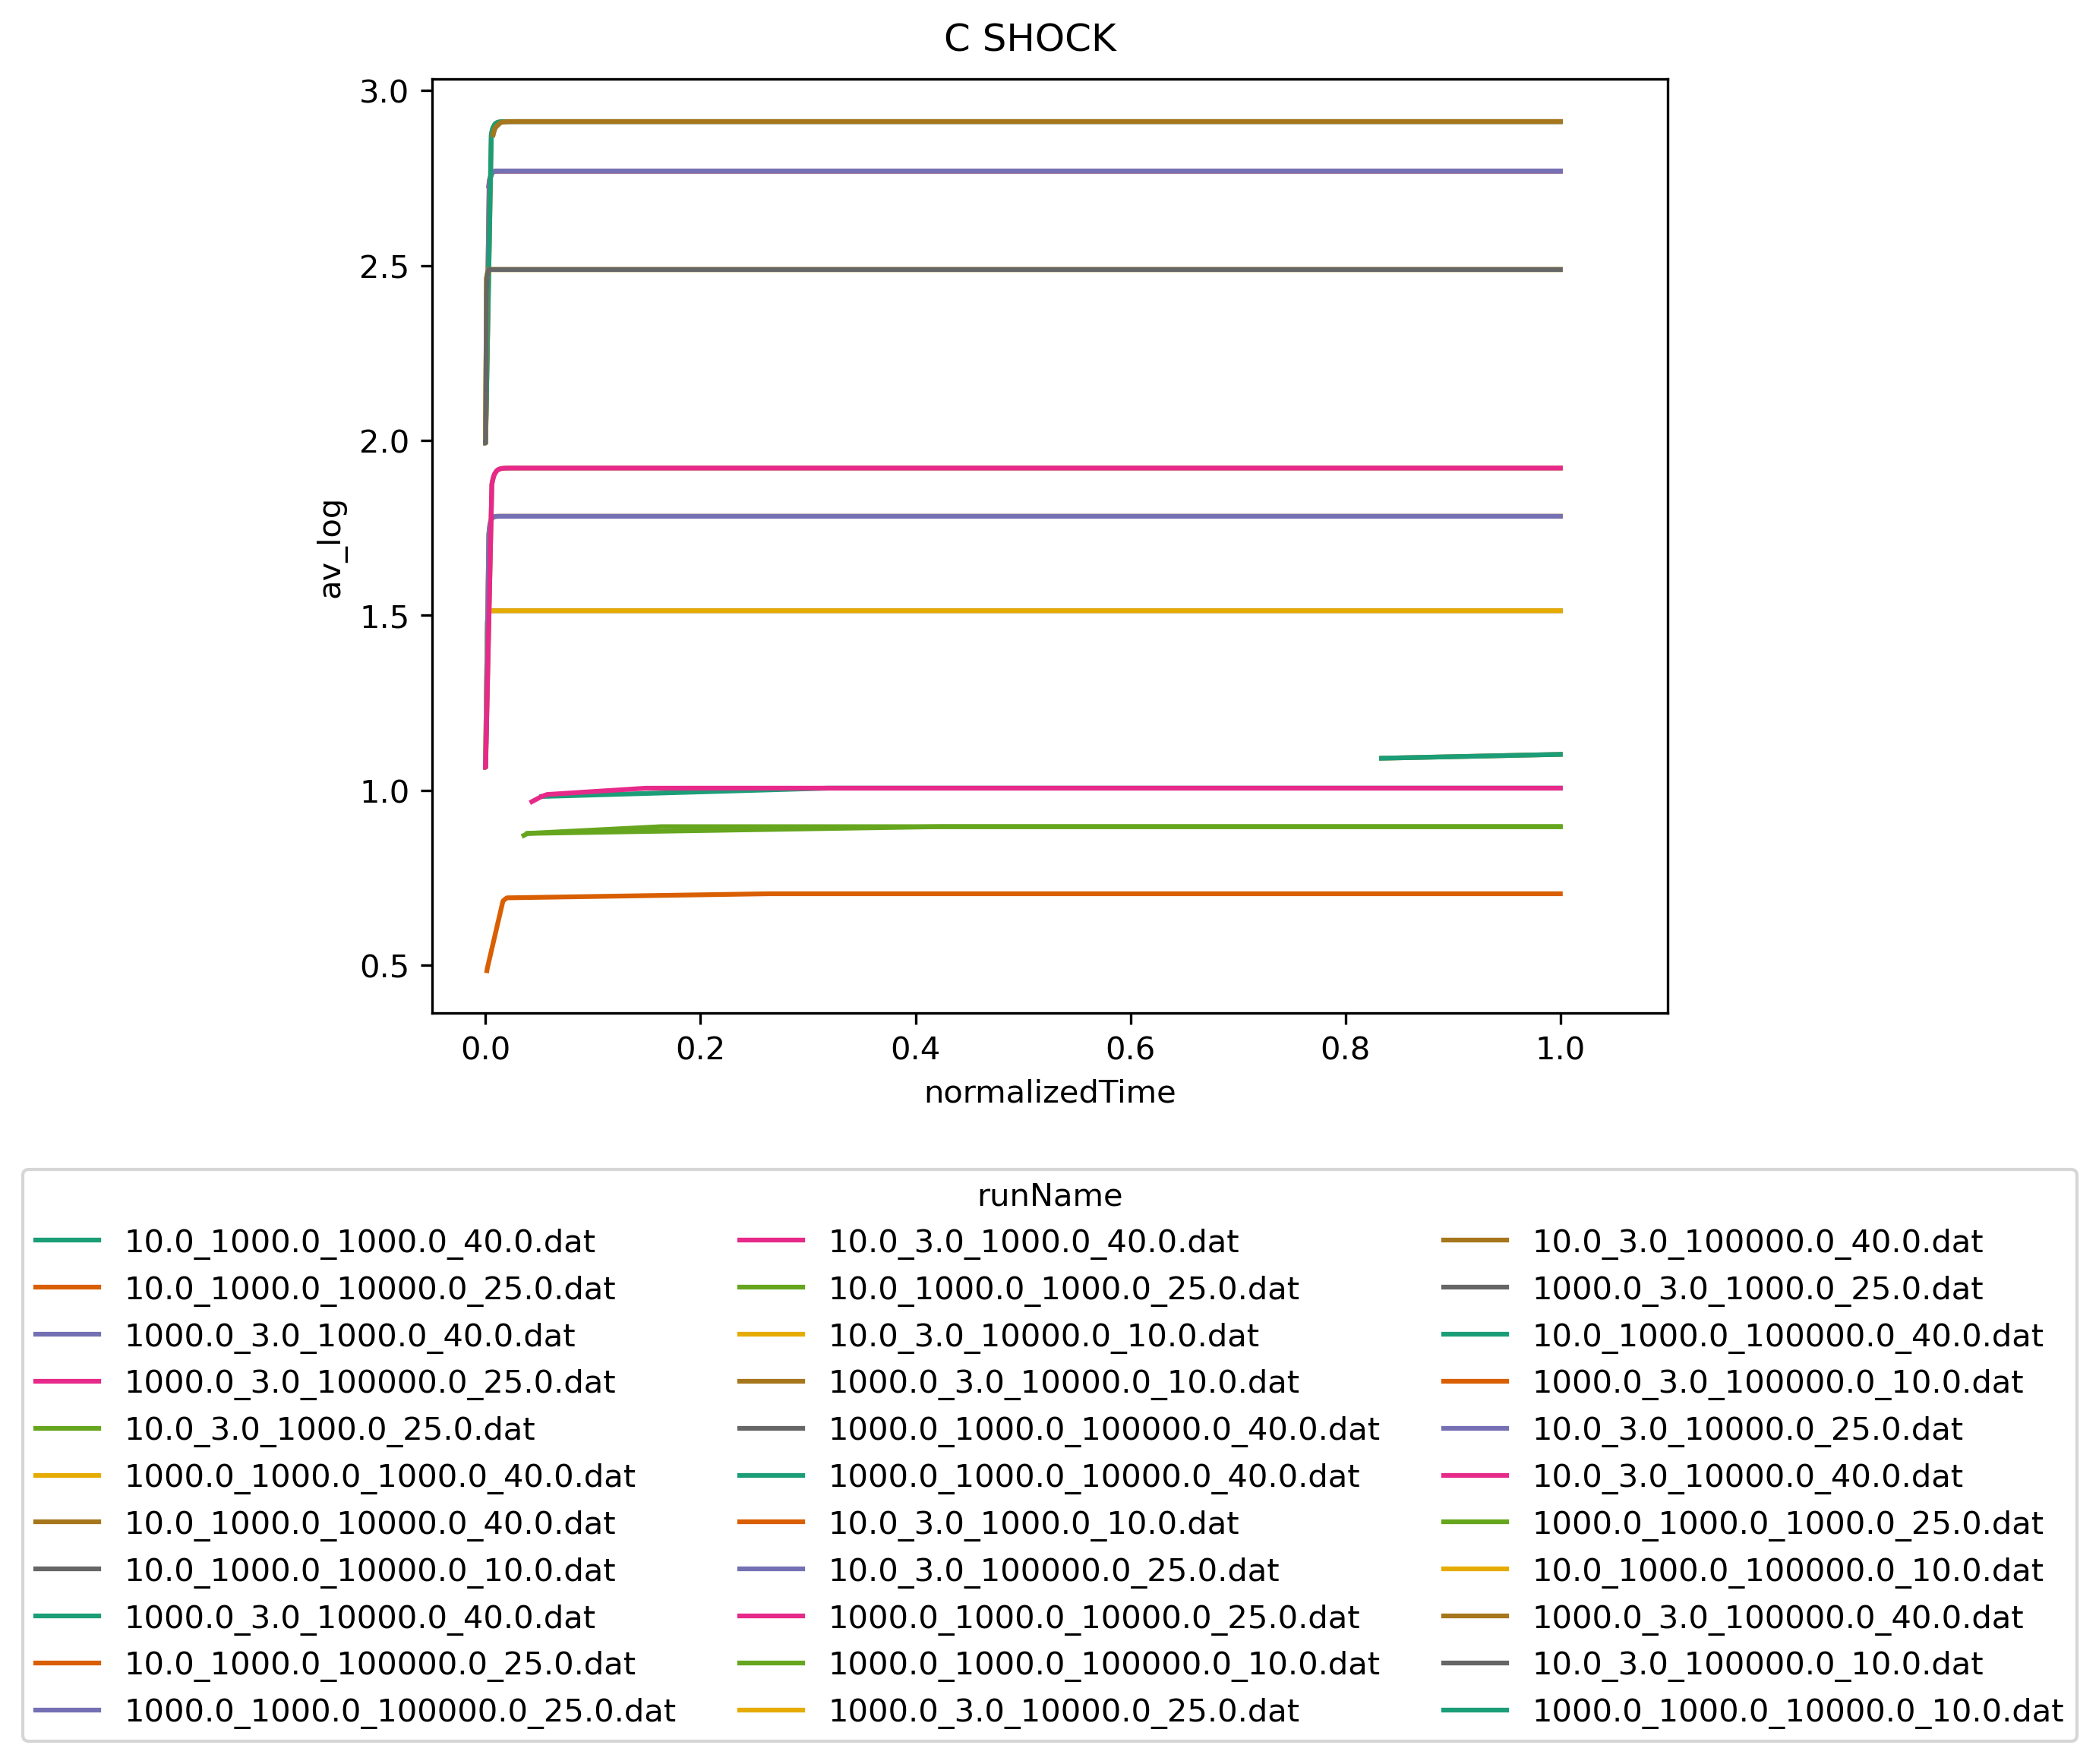 C SHOCK
3.0
2.5
2.0
1.5
1.0
0.5
av_log
0.0 0.2 0.4 0.6 0.8 1.0
normalizedTime
runName
10.0_1000.0_1000.0_40.0.dat
10.0_1000.0_10000.0_25.0.dat
1000.0_3.0_1000.0_40.0.dat
1000.0_3.0_100000.0_25.0.dat
10.0_3.0_1000.0_25.0.dat
1000.0_1000.0_1000.0_40.0.dat
10.0_1000.0_10000.0_40.0.dat
10.0_1000.0_10000.0_10.0.dat
1000.0_3.0_10000.0_40.0.dat
10.0_1000.0_100000.0_25.0.dat
1000.0_1000.0_100000.0_25.0.dat
10.0_3.0_1000.0_40.0.dat
10.0_1000.0_1000.0_25.0.dat
10.0_3.0_10000.0_10.0.dat
1000.0_3.0_10000.0_10.0.dat
1000.0_1000.0_100000.0_40.0.dat
1000.0_1000.0_10000.0_40.0.dat
10.0_3.0_1000.0_10.0.dat
10.0_3.0_100000.0_25.0.dat
1000.0_1000.0_10000.0_25.0.dat
1000.0_1000.0_100000.0_10.0.dat
1000.0_3.0_10000.0_25.0.dat
10.0_3.0_100000.0_40.0.dat
1000.0_3.0_1000.0_25.0.dat
10.0_1000.0_100000.0_40.0.dat
1000.0_3.0_100000.0_10.0.dat
10.0_3.0_10000.0_25.0.dat
10.0_3.0_10000.0_40.0.dat
1000.0_1000.0_1000.0_25.0.dat
10.0_1000.0_100000.0_10.0.dat
1000.0_3.0_100000.0_40.0.dat
10.0_3.0_100000.0_10.0.dat
1000.0_1000.0_10000.0_10.0.dat